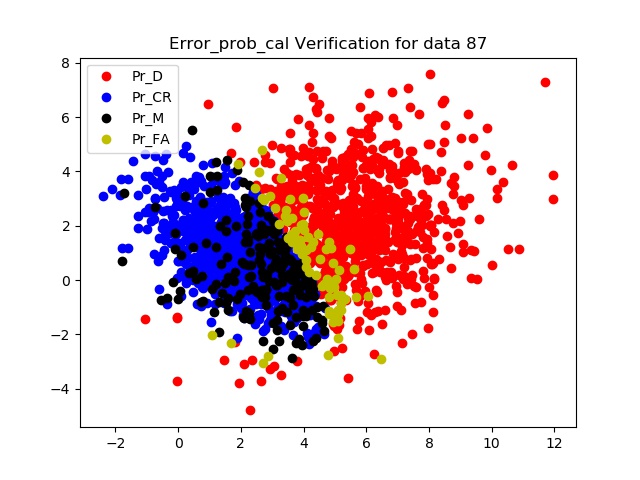 Error_prob_cal Verification for data 87
Pr_D
Pr_CR
Pr_M
Pr_FA
8
6
4
2
0
−2
−4
−2 0 2 4 6 8 10 12